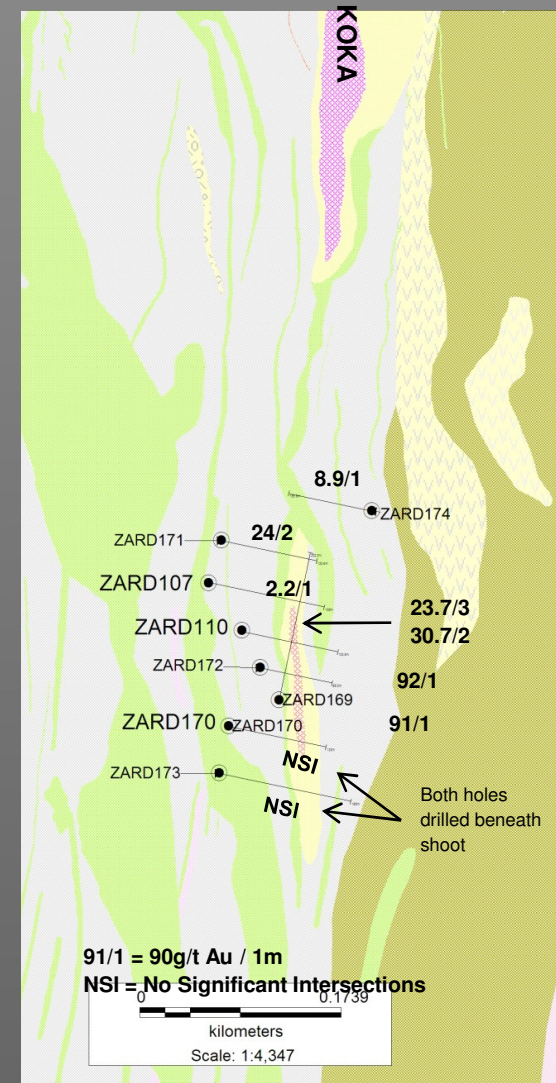 KOKA
8.9/1
ZARD174
24/2
ZARD171
ZARD107
2.2/1
23.7/3
30.7/2
ZARD110
ZARD172
92/1
ZARD169
ZARD170
ZARD170
91/1
NSI
ZARD173
NSI
Both holes
drilled beneath
shoot
91/1 = 90g/t Au / 1m
NSI = No Significant Intersections
0 0.1739
kilometers
Scale: 1:4,347